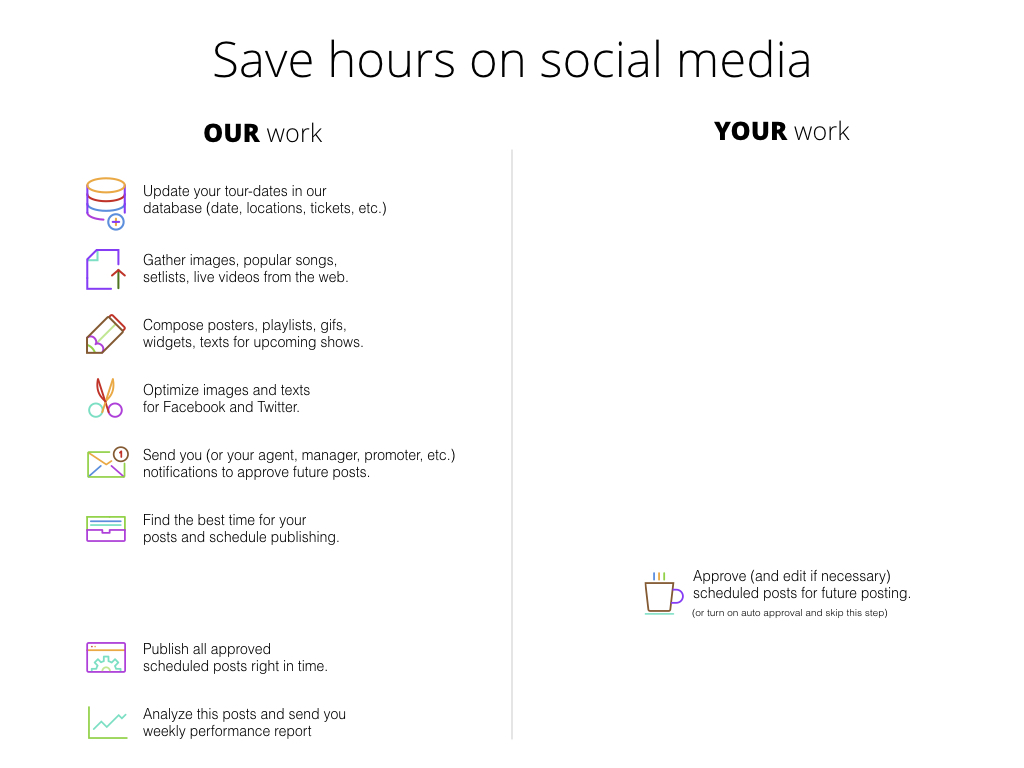 Save hours on social media
OUR work
YOUR work
Update your tour-dates in our
database (date, locations, tickets, etc.)
Gather images, popular songs,
setlists, live videos from the web.
Compose posters, playlists, gifs,
widgets, texts for upcoming shows.
Optimize images and texts
for Facebook and Twitter.
1
Send you (or your agent, manager, promoter, etc.)
notifications to approve future posts.
Find the best time for your
posts and schedule publishing.
Approve (and edit if necessary)
scheduled posts for future posting.
(or turn on auto approval and skip this step)
Publish all approved
scheduled posts right in time.
Analyze this posts and send you
weekly performance report